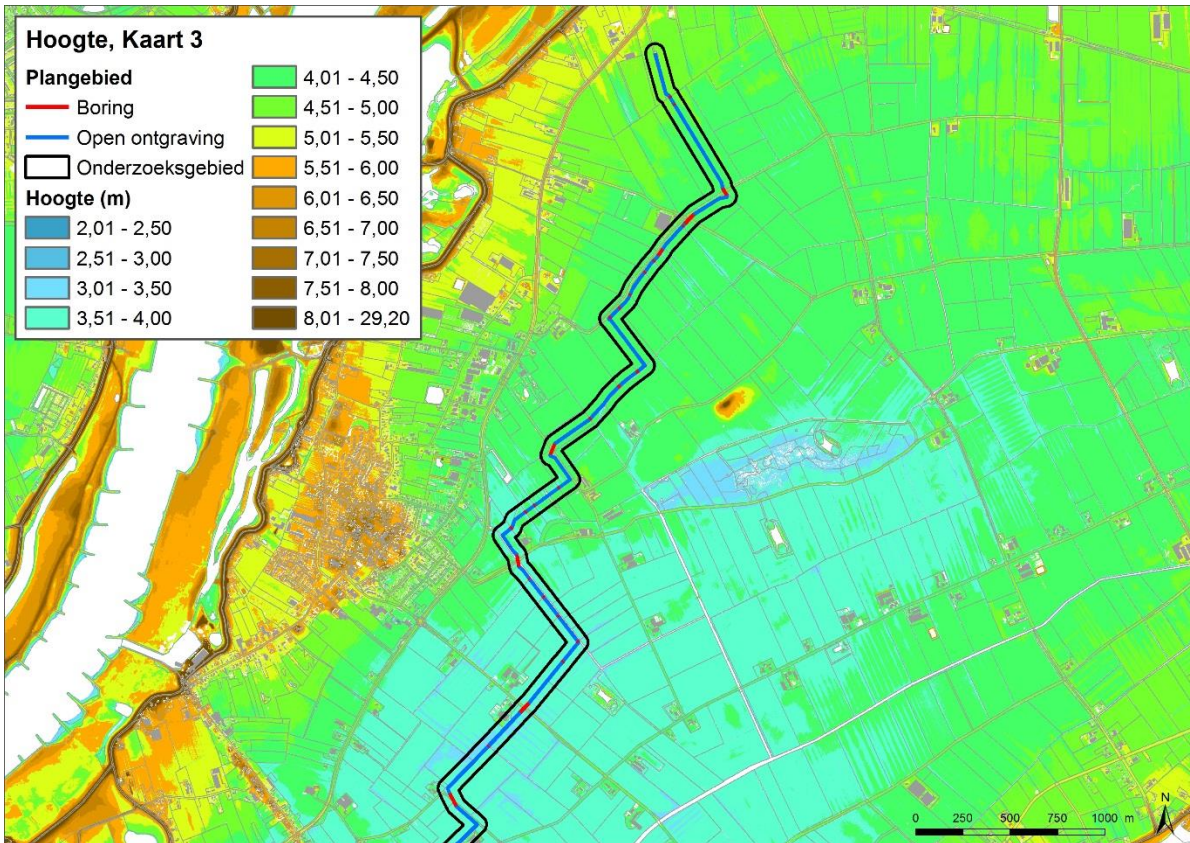 Hoogte, Kaart 3
Plangebied
Boring
Open ontgraving
Onderzoeksgebied
Hoogte (m)
2,01 - 2,50
2,51 - 3,00
3,01 - 3,50
3,51 - 4,00
4,01 - 4,50
4,51 - 5,00
5,01 - 5,50
5,51 - 6,00
6,01 - 6,50
6,51 - 7,00
7,01 - 7,50
7,51 - 8,00
8,01 - 29,20
N
0 250 500 750 1000 m